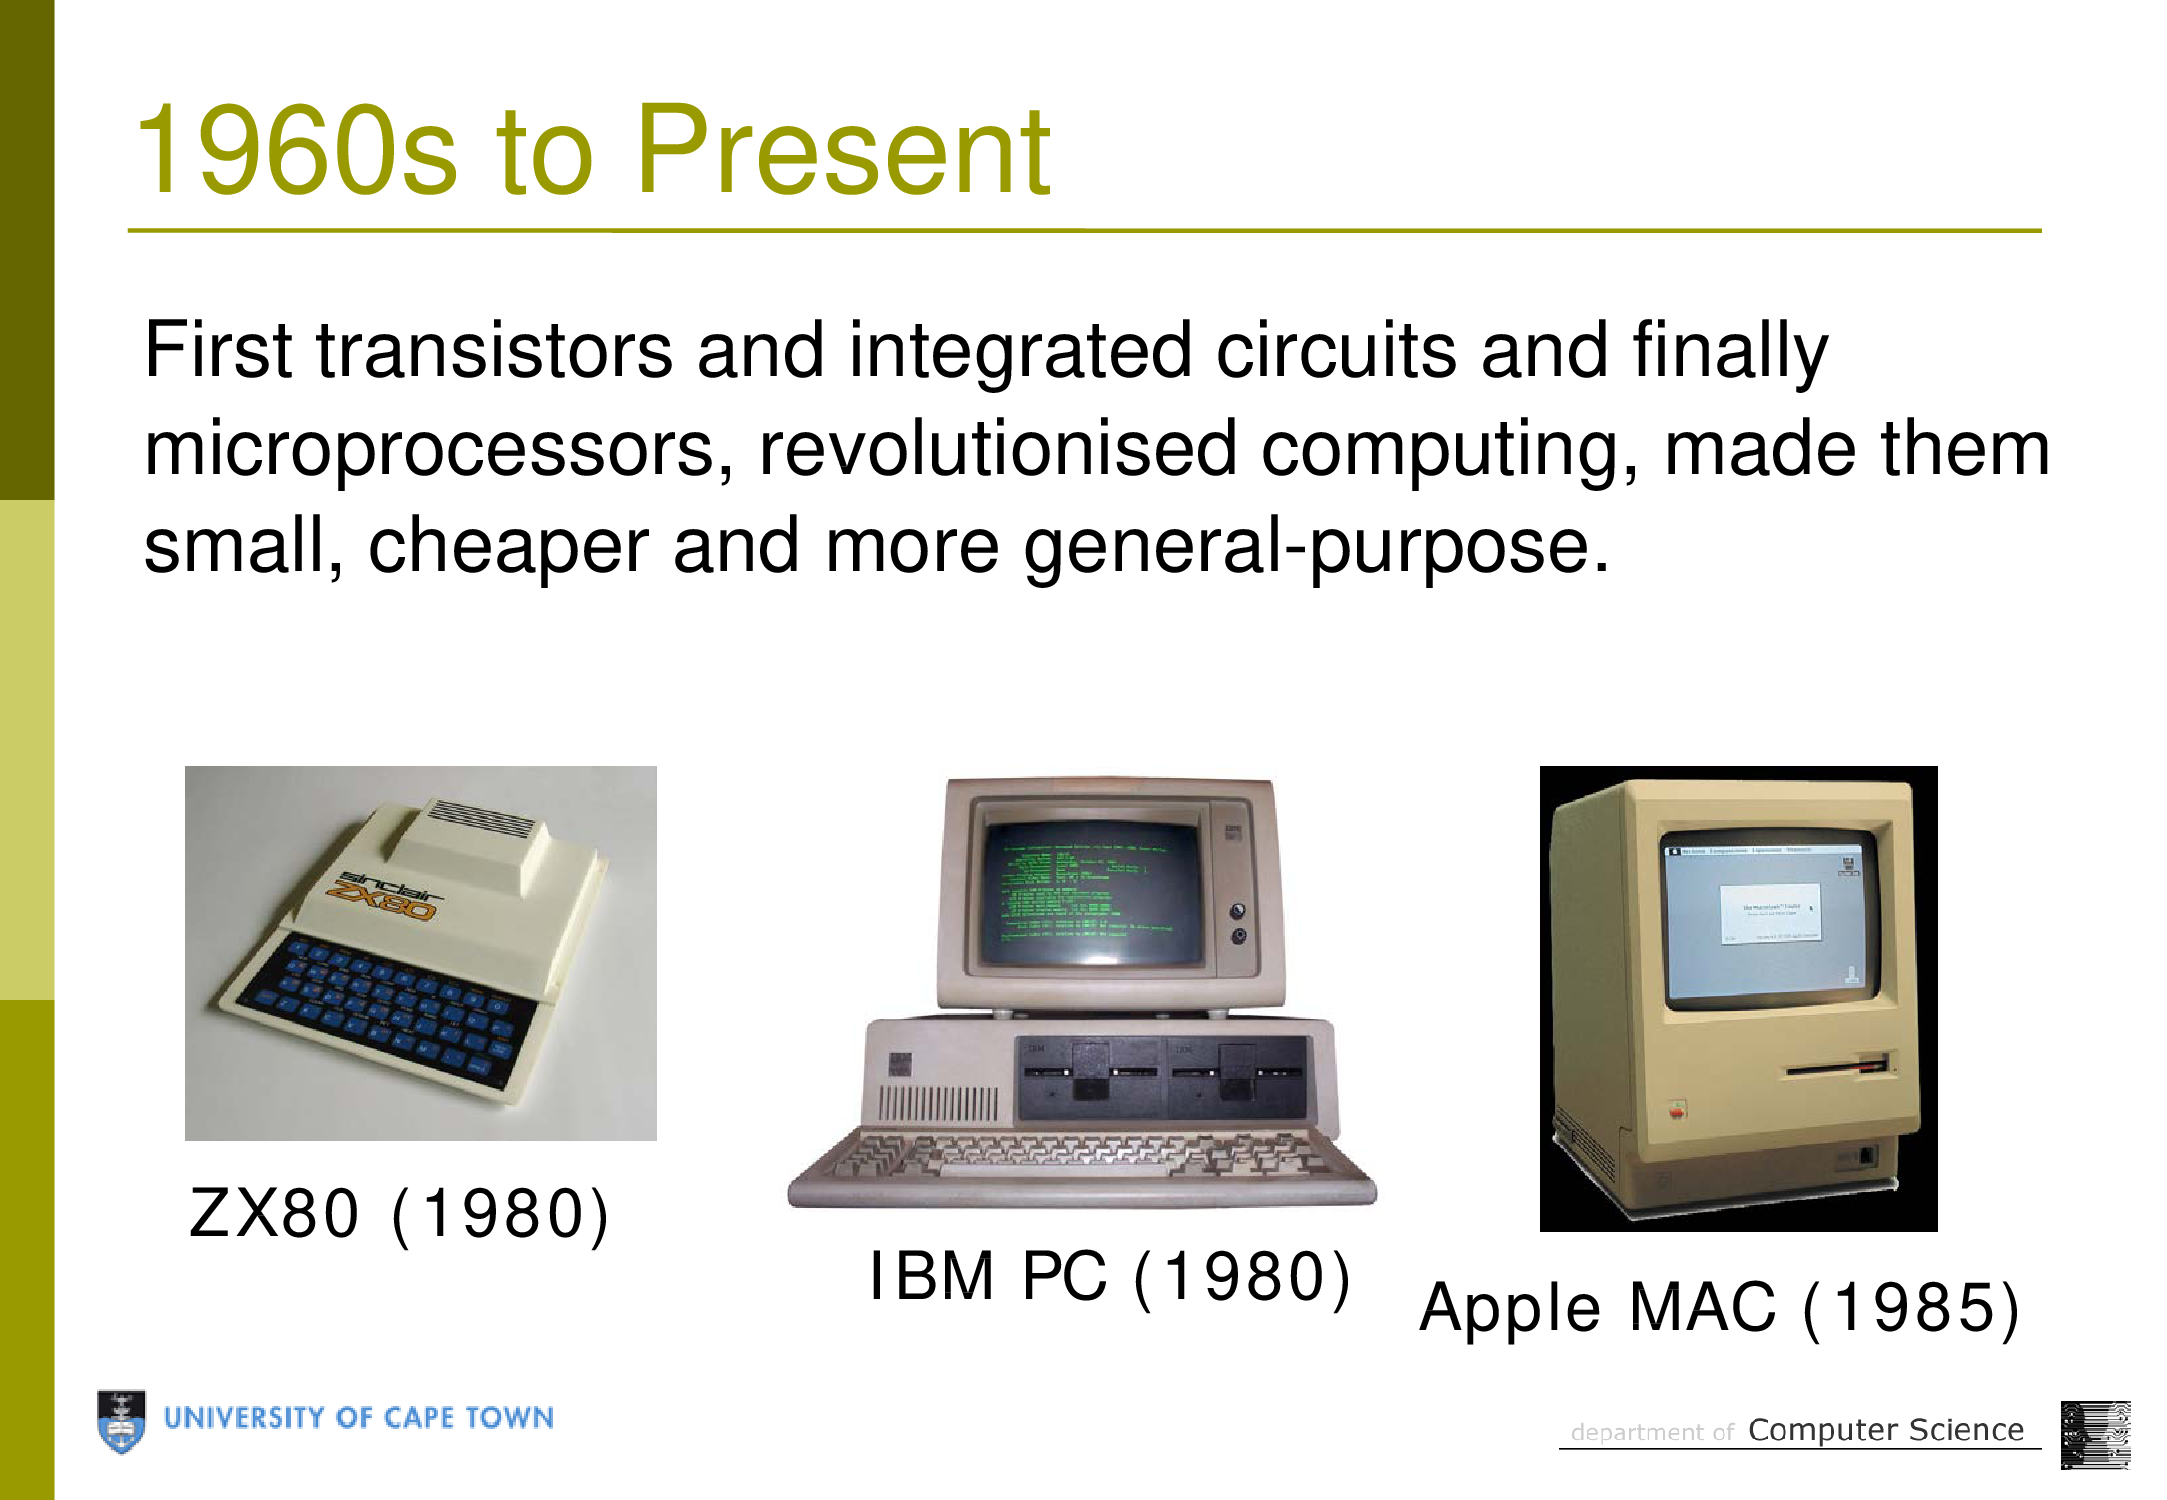 1960s to Present
First transistors and integrated circuits and finally
microprocessors, revolutionised computing, made them
small, cheaper and more general-purpose.
sinclair
ZX80
IBM
IBM
ZX80 (1980)
IBM PC (1980)
Apple MAC (1985)
UNIVERSITY OF CAPE TOWN
department of Computer Science